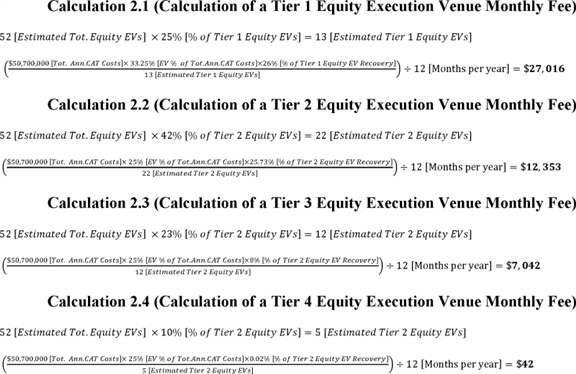 Calculation 2.1 (Calculation of a Tier 1 Equity Execution Venue Monthly Fee)
52 [Estimated Tot. Equity EVs] × 25% [% of Tier 1 Equity EVs] = 13 [Estimated Tier 1 Equity EVs]
($50,700,000 [Tot. Ann.CAT Costs]× 33.25% [EV % of Tot.Ann.CAT Costs]×26% [% of Tier 1 Equity EV Recovery] / 13 [Estimated Tier 1 Equity EVs]) ÷ 12 [Months per year] = $27,016
Calculation 2.2 (Calculation of a Tier 2 Equity Execution Venue Monthly Fee)
52 [Estimated Tot. Equity EVs] × 42% [% of Tier 2 Equity EVs] = 22 [Estimated Tier 2 Equity EVs]
($50,700,000 [Tot. Ann.CAT Costs]× 25% [EV % of Tot.Ann.CAT Costs]×25.73% [% of Tier 2 Equity EV Recovery] / 22 [Estimated Tier 2 Equity EVs]) ÷ 12 [Months per year] = $12,353
Calculation 2.3 (Calculation of a Tier 3 Equity Execution Venue Monthly Fee)
52 [Estimated Tot. Equity EVs] × 23% [% of Tier 2 Equity EVs] = 12 [Estimated Tier 2 Equity EVs]
($50,700,000 [Tot. Ann.CAT Costs]× 25% [EV % of Tot.Ann.CAT Costs]×8% [% of Tier 2 Equity EV Recovery] / 12 [Estimated Tier 2 Equity EVs]) ÷ 12 [Months per year] = $7,042
Calculation 2.4 (Calculation of a Tier 4 Equity Execution Venue Monthly Fee)
52 [Estimated Tot. Equity EVs] × 10% [% of Tier 2 Equity EVs] = 5 [Estimated Tier 2 Equity EVs]
($50,700,000 [Tot. Ann.CAT Costs]× 25% [EV % of Tot.Ann.CAT Costs]×0.02% [% of Tier 2 Equity EV Recovery] / 5 [Estimated Tier 2 Equity EVs]) ÷ 12 [Months per year] = $42